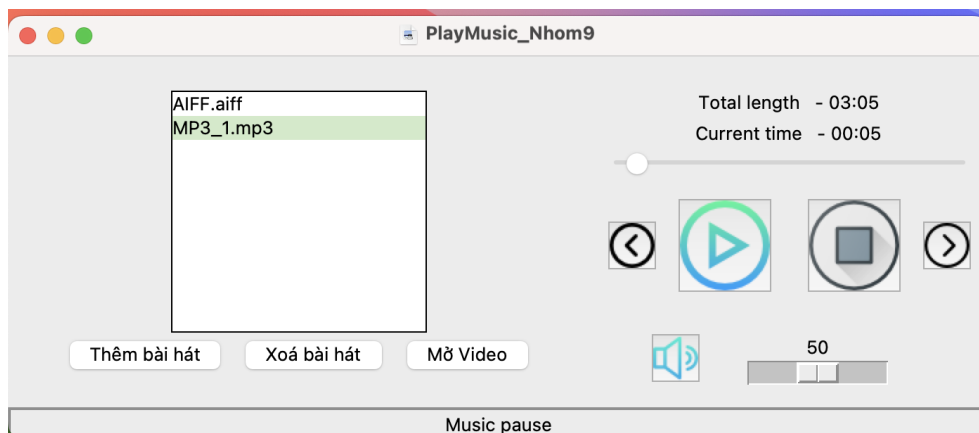 PlayMusic_Nhom9
AIFF.aiff
MP3_1.mp3
Total length - 03:05
Current time - 00:05
Thêm bài hát
Xoá bài hát
Mở Video
50
Music pause